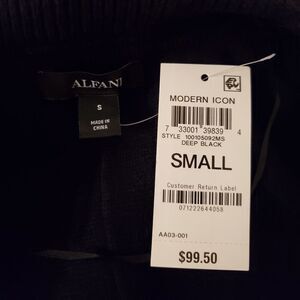 ALFANI
S
MADE IN
CHINA
MODERN ICON
7 33001 39839 4
STYLE 100105092MS
DEEP BLACK
SMALL
Customer Return Label
071222644058
AA03-001
$99.50